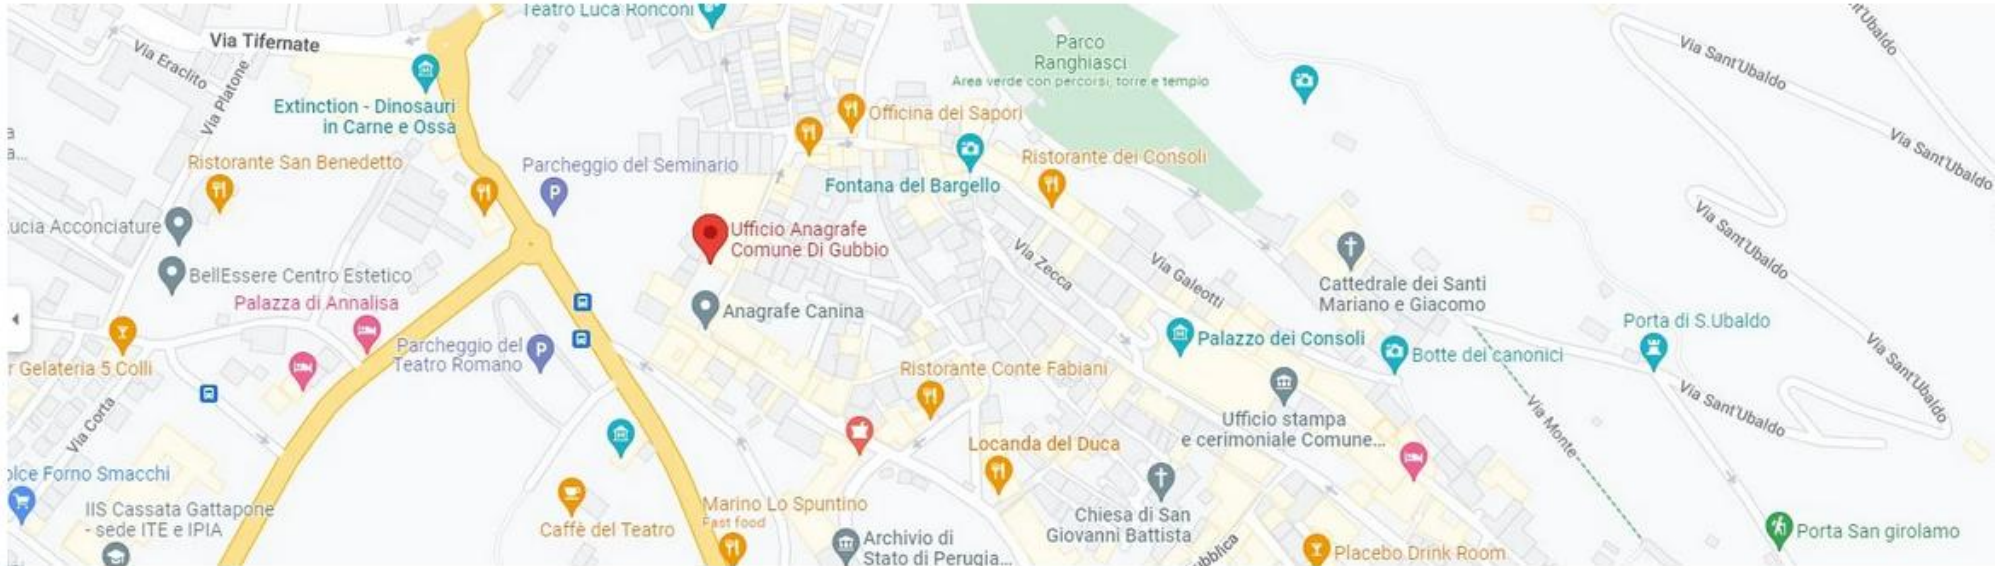 Teatro Luca Ronconi
Via Tifernate
Via Eraclito
Via Platone
Extinction - Dinosauri
in Carne e Ossa
Ristorante San Benedetto
Parcheggio del Seminario
Officina dei Sapori
Parco
Ranghiasci
Area verde con percorsi, torre e tempio
Fontana del Bargello
Ristorante dei Consoli
Via Sant'Ubaldo
Via Sant'Ubaldo
Via Sant'Ubaldo
Via Sant'Ubaldo
Via Sant'Ubaldo
ucia Acconciature
BellEssere Centro Estetico
Palazza di Annalisa
Ufficio Anagrafe
Comune Di Gubbio
Anagrafe Canina
Via Zecca
Via Galeotti
Cattedrale dei Santi
Mariano e Giacomo
Palazzo dei Consoli
Botte dei canonici
Porta di S.Ubaldo
r Gelateria 5 Colli
Parcheggio del
Teatro Romano
Ristorante Conte Fabiani
Ufficio stampa
e cerimoniale Comune...
Via Monte
Via Corta
Locanda del Duca
olce Forno Smacchi
IIS Cassata Gattapone
- sede ITE e IPIA
Caffè del Teatro
Marino Lo Spuntino
Fast food
Archivio di
Stato di Perugia...
Chiesa di San
Giovanni Battista
Placebo Drink Room
Porta San girolamo